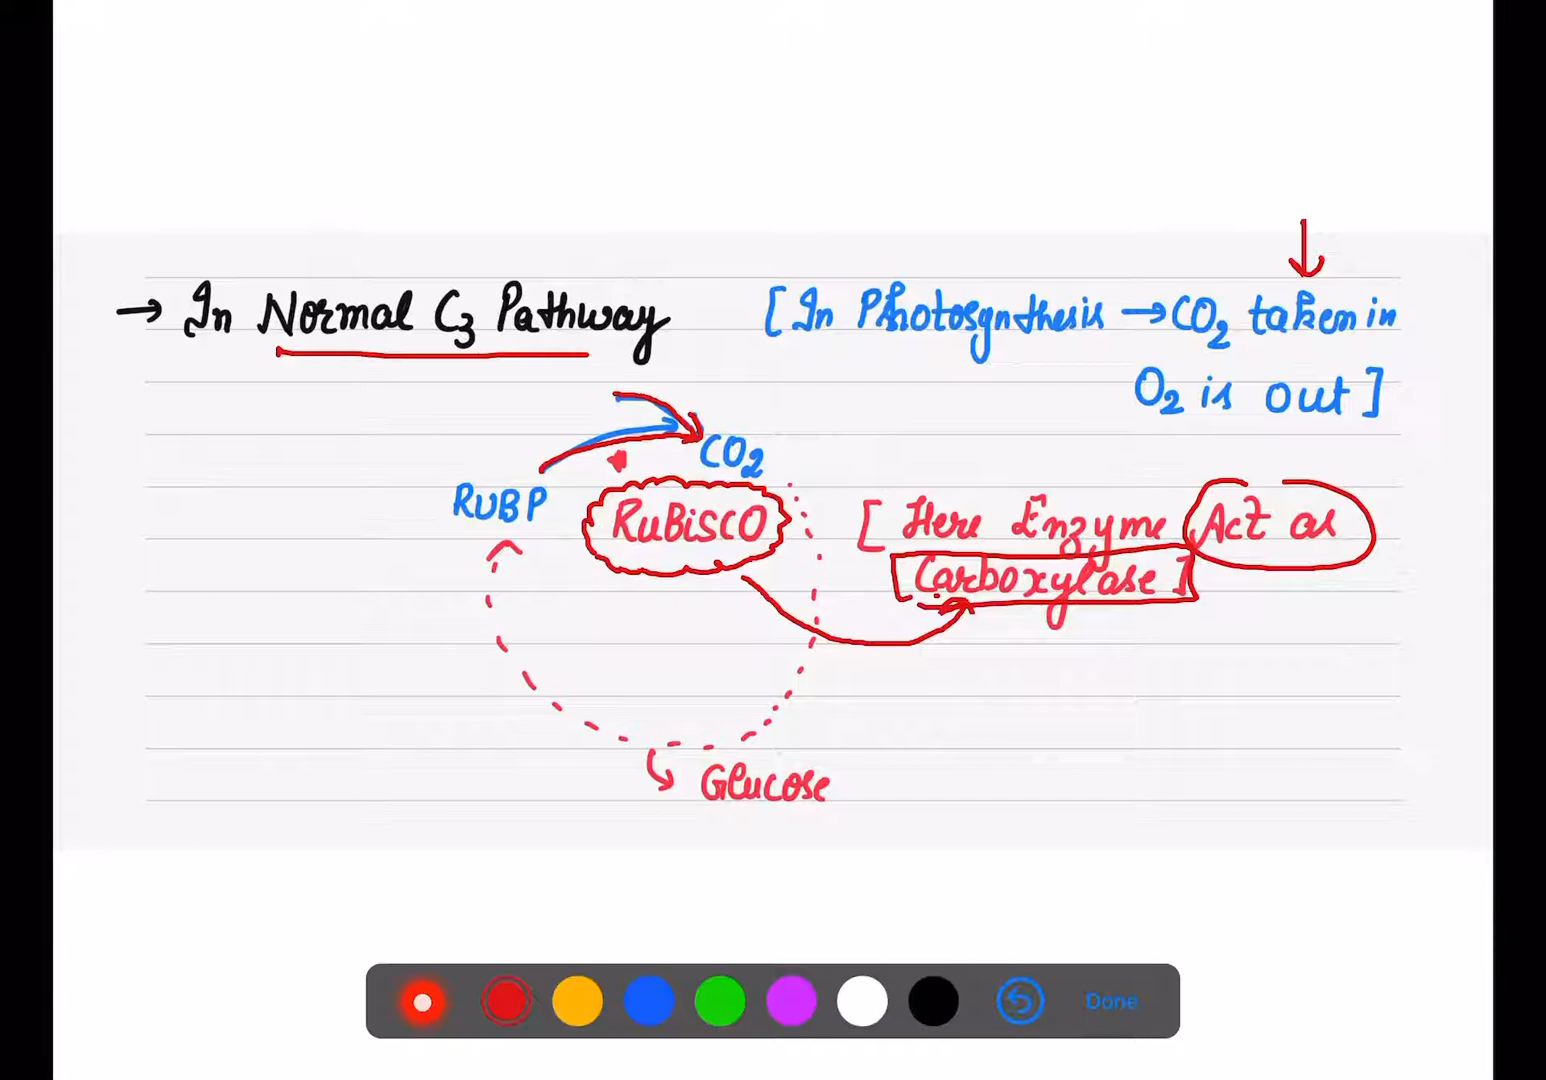 → In Normal C3 Pathway [In Photosynthesis → CO2 taken in
O2 is out]
CO2
RUBP
RuBisCO [Here Enzyme Act as
Carboxylase]
Glucose
Done